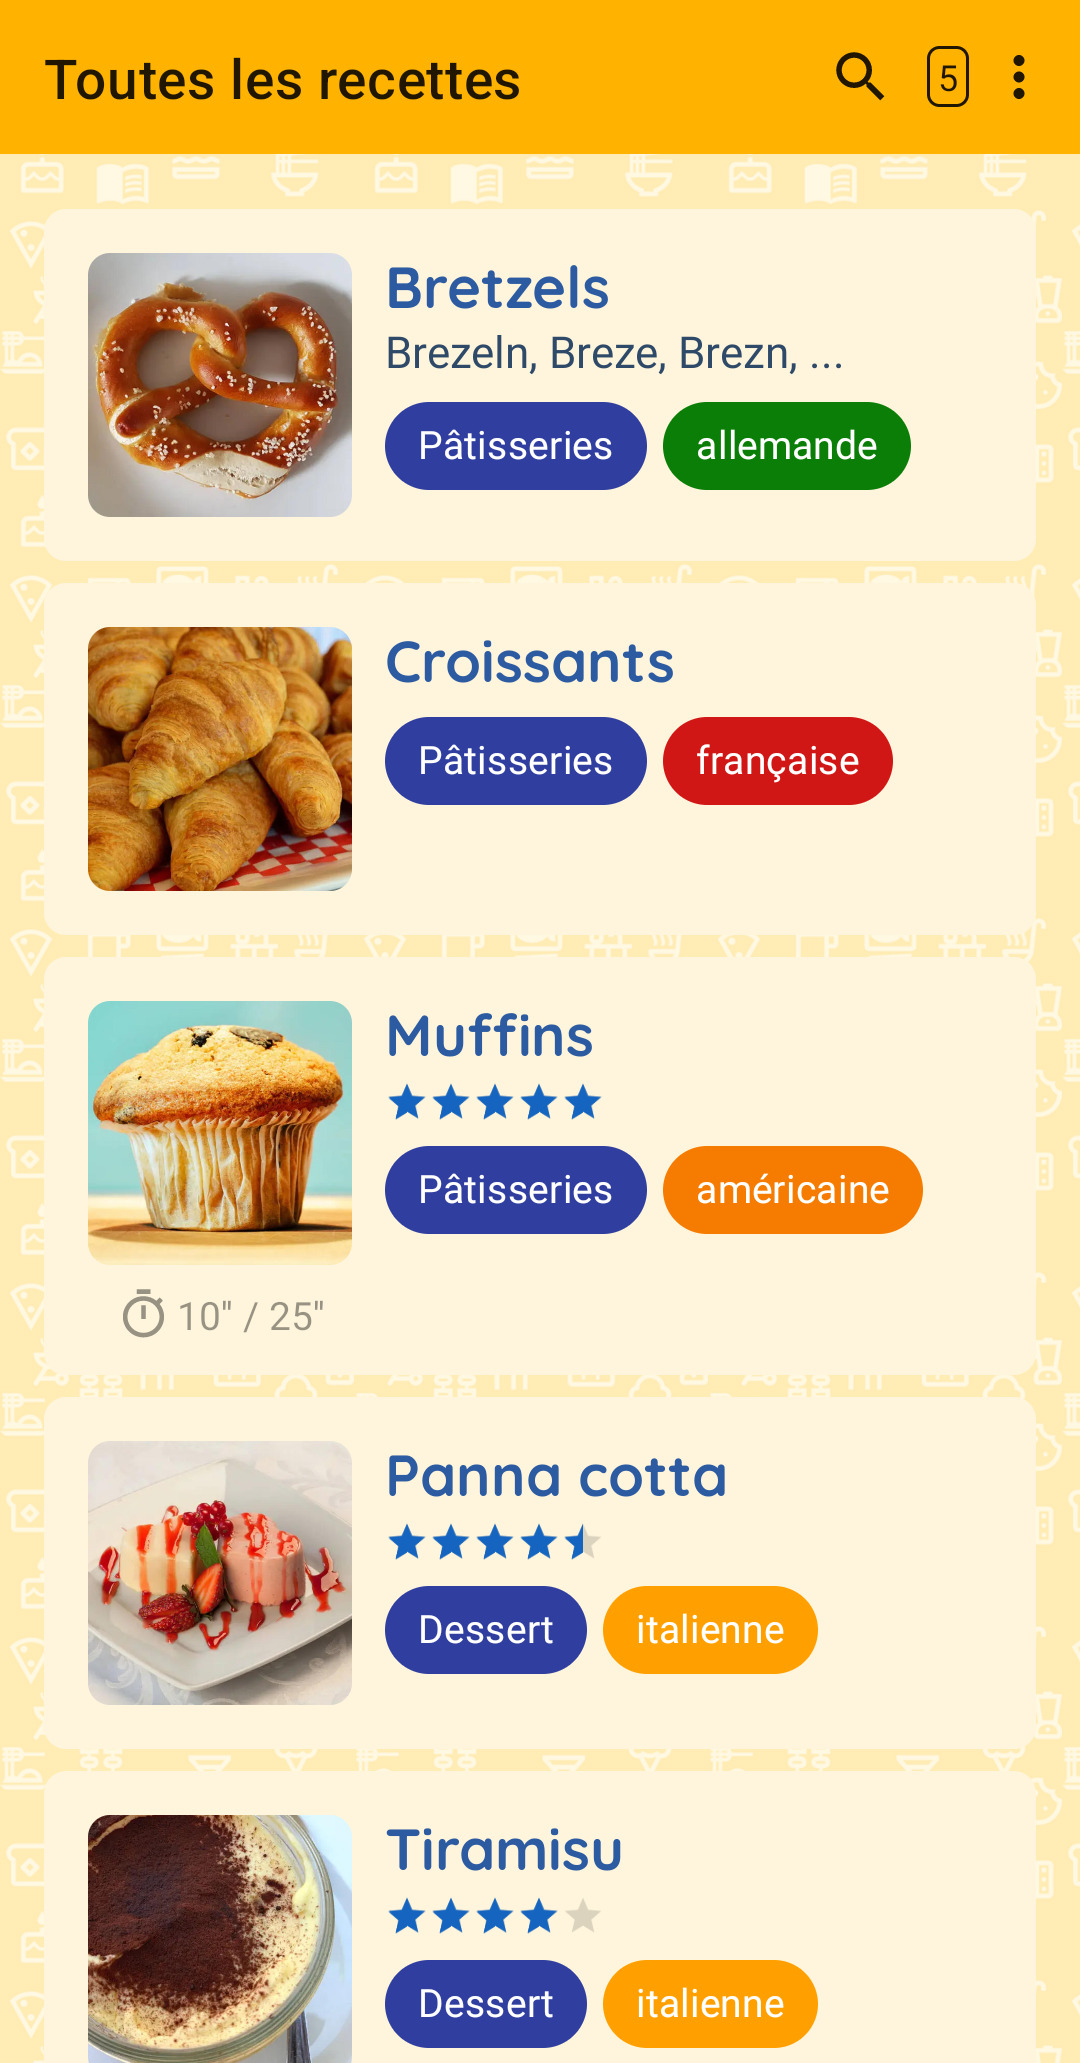 Toutes les recettes
5
Bretzels
Brezeln, Breze, Brezn, ...
Pâtisseries allemande
Croissants
Pâtisseries française
Muffins
Pâtisseries américaine
10" / 25"
Panna cotta
Dessert italienne
Tiramisu
Dessert italienne